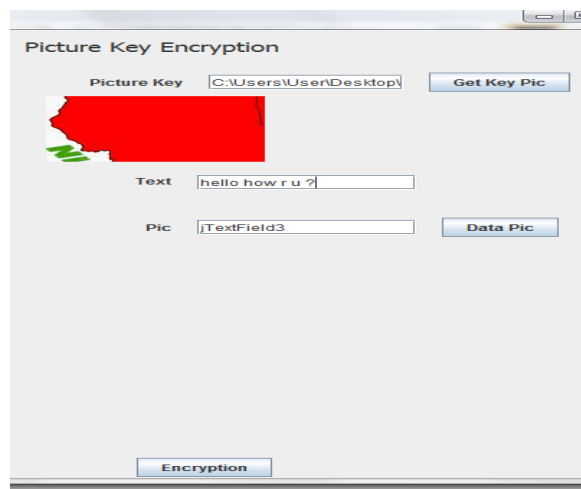 Picture Key Encryption
Picture Key C:\Users\User\Desktop\ Get Key Pic
Text hello how r u ?
Pic jTextField3 Data Pic
Encryption